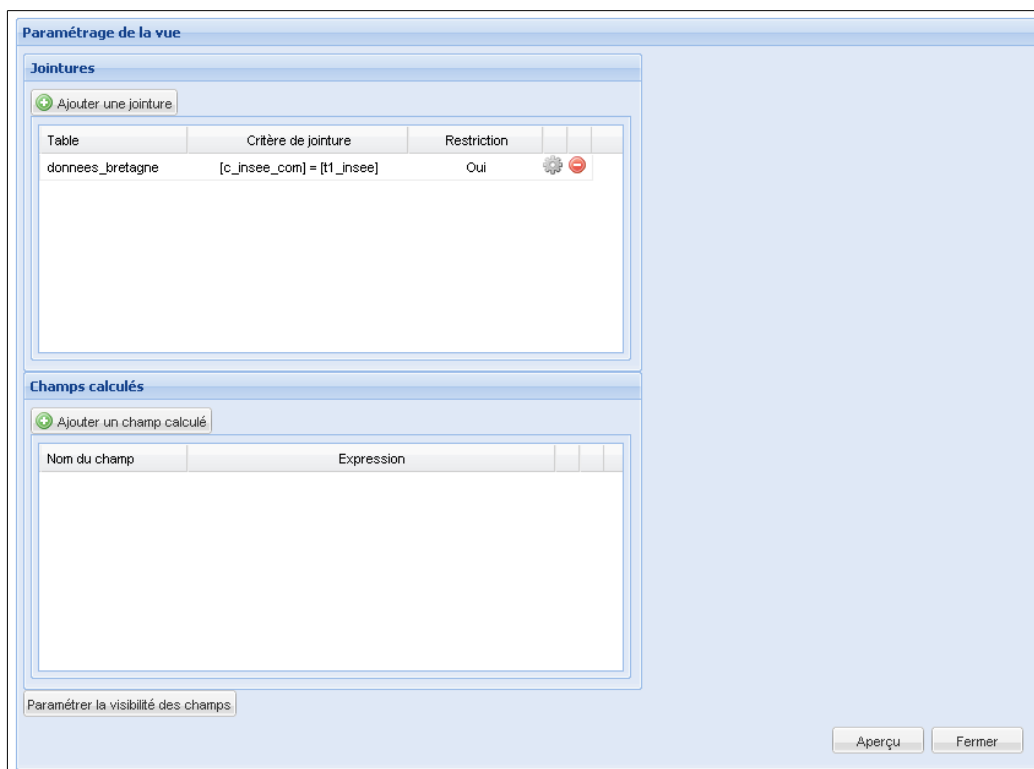 Paramétrage de la vue
Jointures
Ajouter une jointure
Table Critère de jointure Restriction
donnees_bretagne [c_insee_com] = [t1_insee] Oui
Champs calculés
Ajouter un champ calculé
Nom du champ Expression
Paramétrer la visibilité des champs
Aperçu Fermer